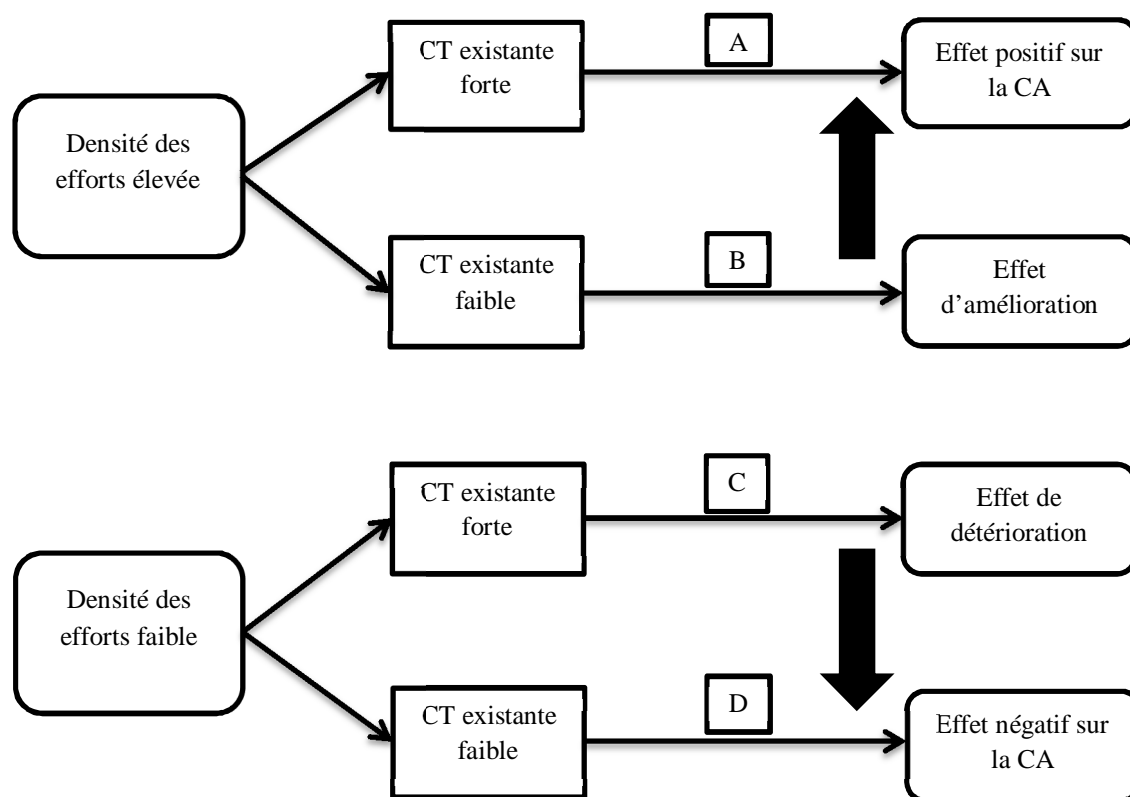 CT existante
forte
A
Effet positif sur
la CA
Densité des
efforts élevée
CT existante
faible
B
Effet
d’amélioration
CT existante
forte
C
Effet de
détérioration
Densité des
efforts faible
CT existante
faible
D
Effet négatif sur
la CA